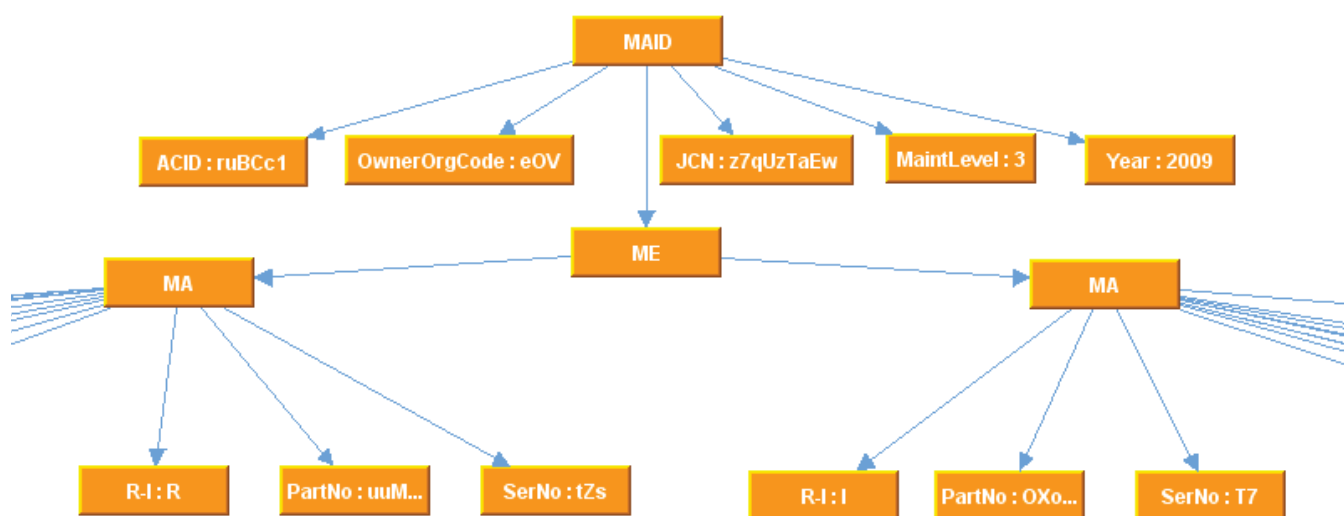 MAID
ACID : ruBCc1
OwnerOrgCode : eOV
JCN : z7qUzTaEw
MaintLevel : 3
Year : 2009
ME
MA
MA
R-I : R
PartNo : uuM...
SerNo : tZs
R-I : I
PartNo : OXo...
SerNo : T7